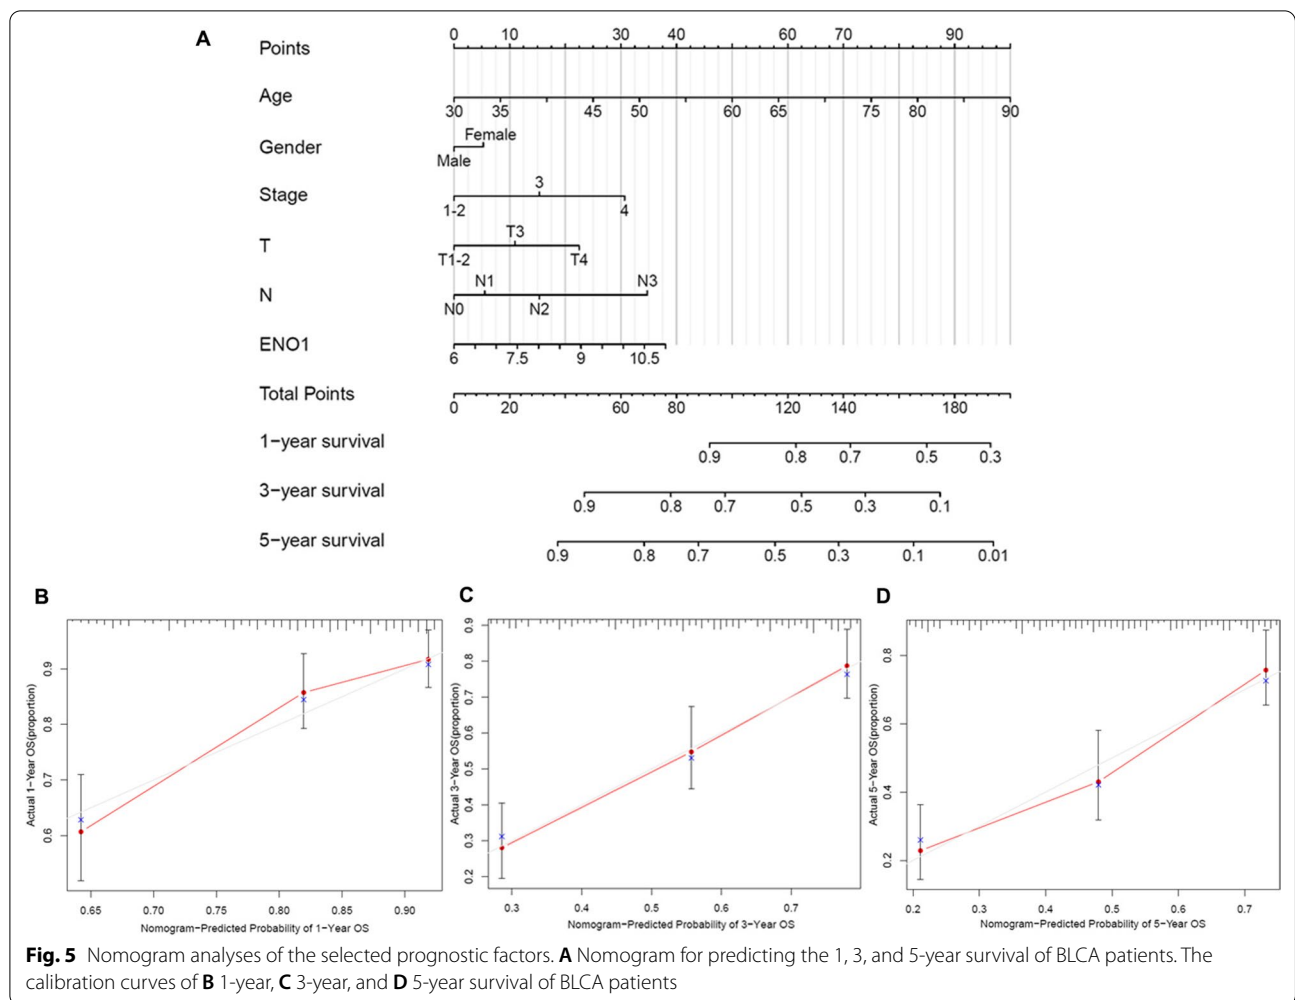 A
Points
0 10 30 40 60 70 90
Age
30 35 45 50 60 65 75 80 90
Female
Gender
Male
3
Stage
1-2 4
T3
T
T1-2 T4
N1 N3
N
N0 N2
ENO1
6 7.5 9 10.5
Total Points
0 20 60 80 120 140 180
1-year survival
0.9 0.8 0.7 0.5 0.3
3-year survival
0.9 0.8 0.7 0.5 0.3 0.1
5-year survival
0.9 0.8 0.7 0.5 0.3 0.1 0.01
B
Actual 1-Year OS(proportion)
0.9
0.8
0.7
0.6
0.65 0.70 0.75 0.80 0.85 0.90
Nomogram-Predicted Probability of 1-Year OS
C
Actual 3-Year OS(proportion)
0.9
0.8
0.7
0.6
0.5
0.4
0.3
0.2
0.3 0.4 0.5 0.6 0.7
Nomogram-Predicted Probability of 3-Year OS
D
Actual 5-Year OS(proportion)
0.8
0.6
0.4
0.2
0.2 0.3 0.4 0.5 0.6 0.7
Nomogram-Predicted Probability of 5-Year OS
Fig. 5 Nomogram analyses of the selected prognostic factors. A Nomogram for predicting the 1, 3, and 5-year survival of BLCA patients. The
calibration curves of B 1-year, C 3-year, and D 5-year survival of BLCA patients